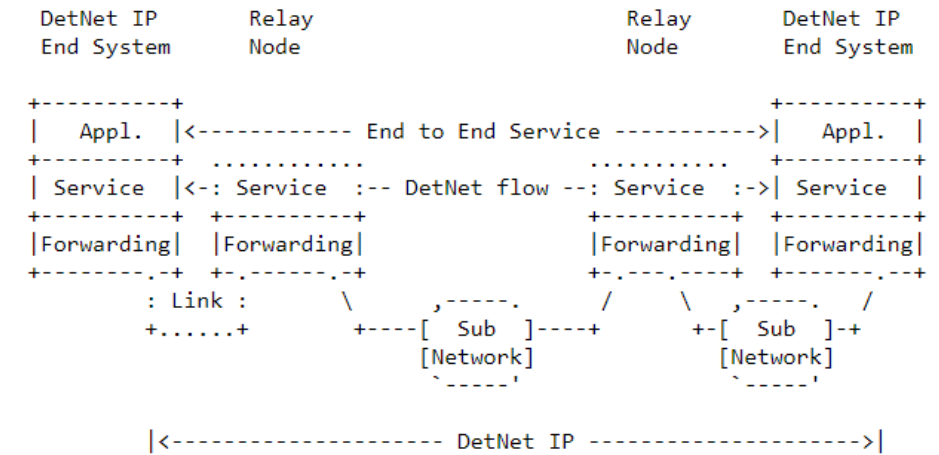 DetNet IP       Relay                        Relay       DetNet IP
End System      Node                         Node        End System

+----------+                                             +----------+
|   Appl.  |<------------ End to End Service ----------->|   Appl.  |
+----------+  ............                 ...........   +----------+
| Service  |<-: Service  :-- DetNet flow --: Service  :->| Service  |
+----------+  +----------+                 +----------+  +----------+
|Forwarding|  |Forwarding|                 |Forwarding|  |Forwarding|
+--------.-+  +-.------.-+                 +-.---.----+  +-------.--+
         : Link :       \      ,-----.      /     \   ,-----.   /
         +......+        +----[  Sub  ]----+       +-[  Sub  ]-+
                              [Network]              [Network]
                               `-----'                `-----'

         |<--------------------- DetNet IP --------------------->|